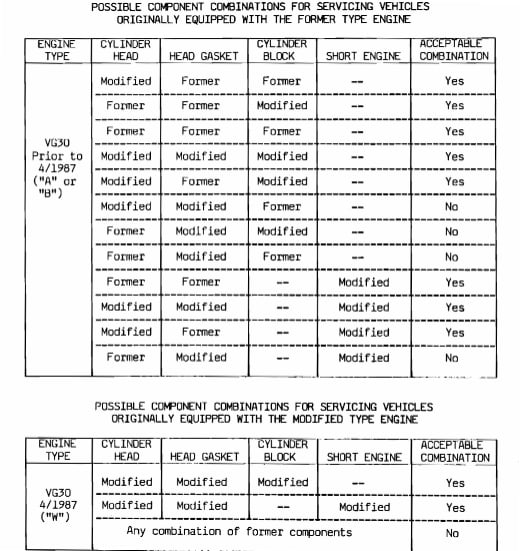 POSSIBLE COMPONENT COMBINATIONS FOR SERVICING VEHICLES
ORIGINALLY EQUIPPED WITH THE FORMER TYPE ENGINE
ENGINE TYPE CYLINDER HEAD HEAD GASKET CYLINDER BLOCK SHORT ENGINE ACCEPTABLE COMBINATION
VG30
Prior to
4/1987
("A" or
"B")
Modified Former Former -- Yes
Former Former Modified -- Yes
Former Former Former -- Yes
Modified Modified Modified -- Yes
Modified Former Modified -- Yes
Modified Modified Former -- No
Former Modified Modified -- No
Former Modified Former -- No
Former Former -- Modified Yes
Modified Modified -- Modified Yes
Modified Former -- Modified Yes
Former Modified -- Modified No
POSSIBLE COMPONENT COMBINATIONS FOR SERVICING VEHICLES
ORIGINALLY EQUIPPED WITH THE MODIFIED TYPE ENGINE
ENGINE TYPE CYLINDER HEAD HEAD GASKET CYLINDER BLOCK SHORT ENGINE ACCEPTABLE COMBINATION
VG30
4/1987
("W")
Modified Modified Modified -- Yes
Modified Modified -- Modified Yes
Any combination of former components No